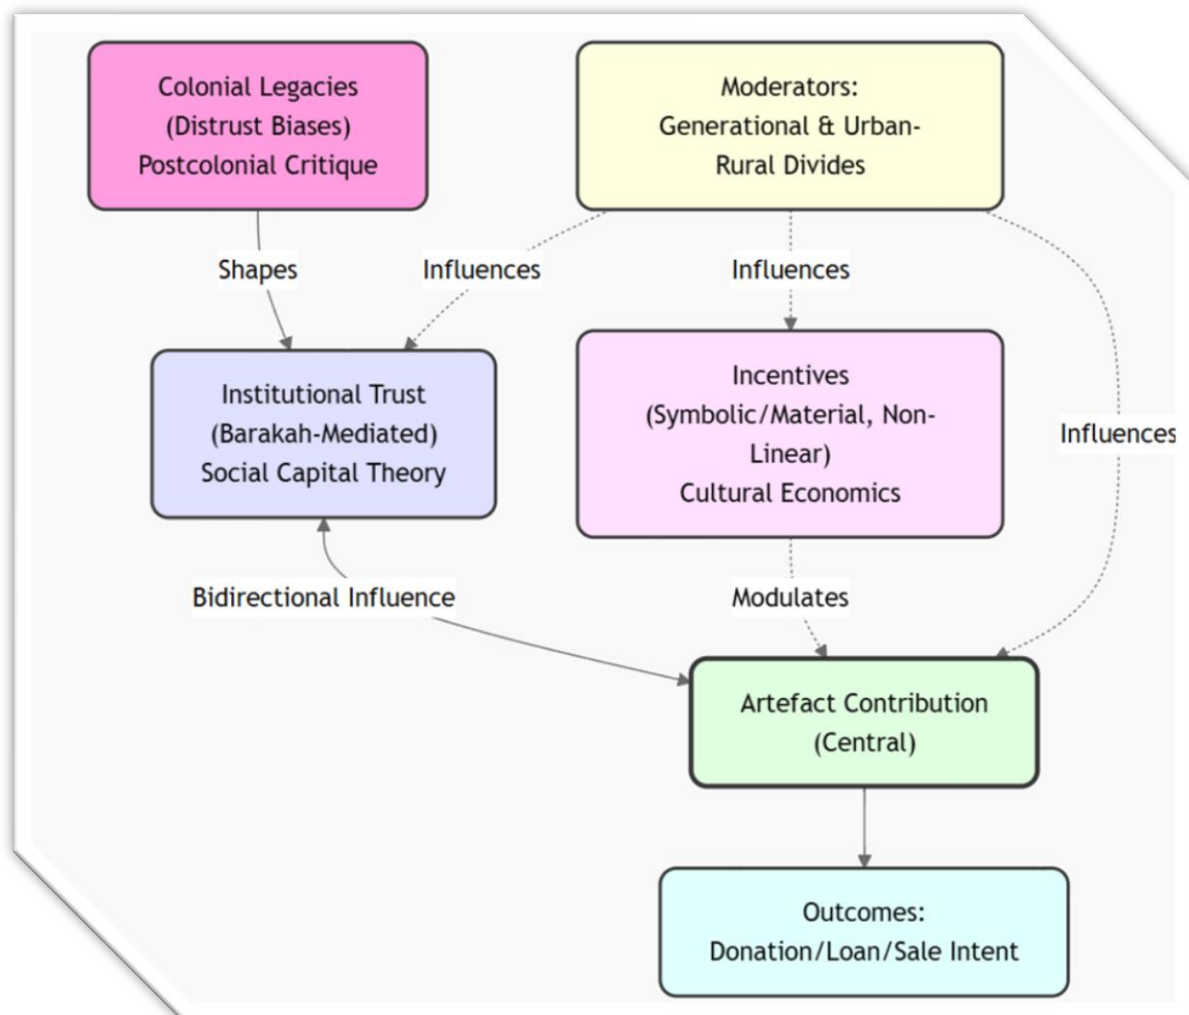 Colonial Legacies
(Distrust Biases)
Postcolonial Critique
Moderators:
Generational & Urban-
Rural Divides
Shapes
Influences
Influences
Influences
Institutional Trust
(Barakah-Mediated)
Social Capital Theory
Incentives
(Symbolic/Material, Non-
Linear)
Cultural Economics
Bidirectional Influence
Modulates
Artefact Contribution
(Central)
Outcomes:
Donation/Loan/Sale Intent